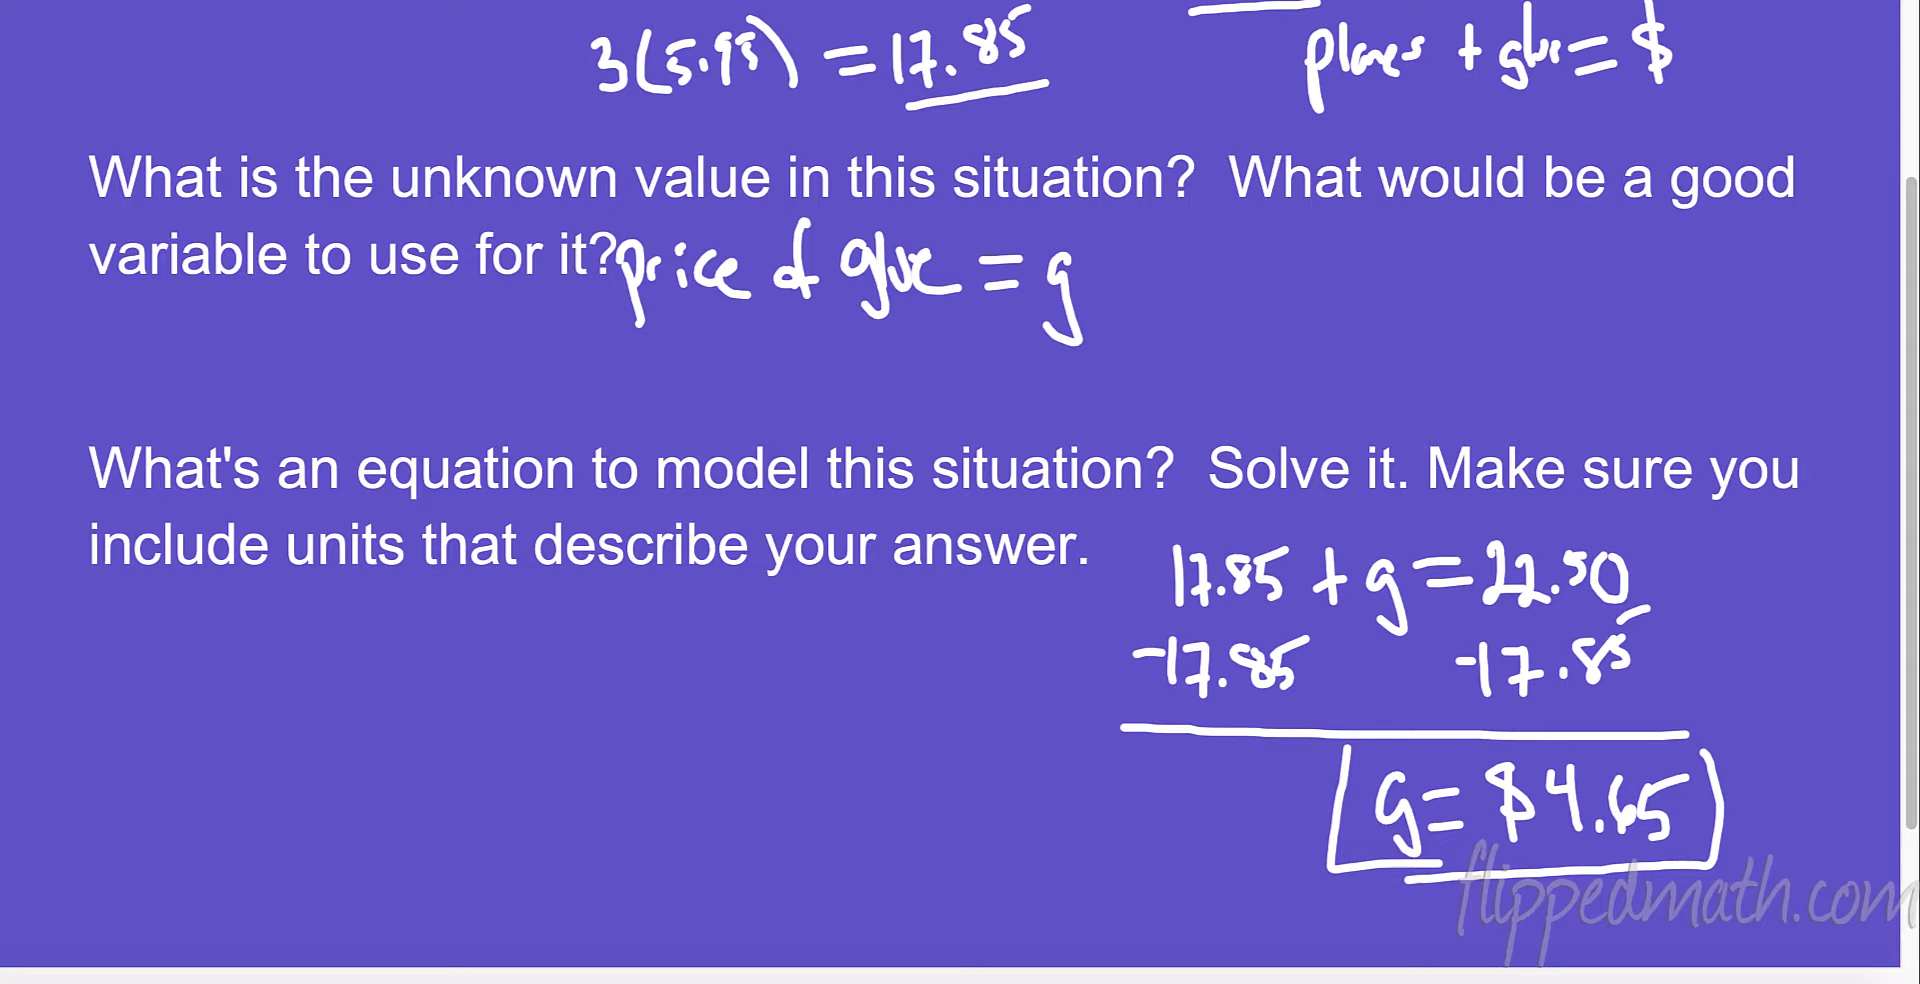 3(5.95) = 17.85
planes + glue = $
What is the unknown value in this situation? What would be a good
variable to use for it? price of glue = g
What's an equation to model this situation? Solve it. Make sure you
include units that describe your answer.
17.85 + g = 22.50
-17.85 -17.85
g = $4.65
flippedmath.com